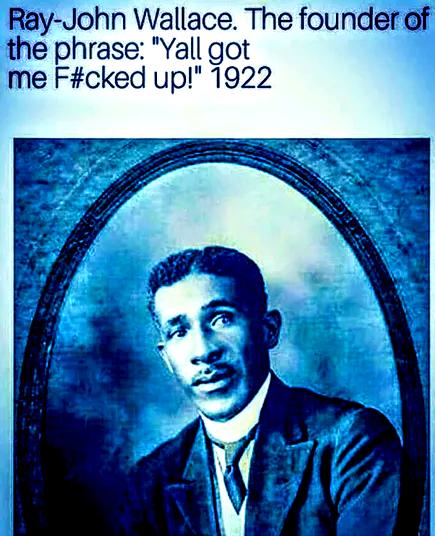 Ray-John Wallace. The founder of
the phrase: "Yall got
me F#cked up!" 1922